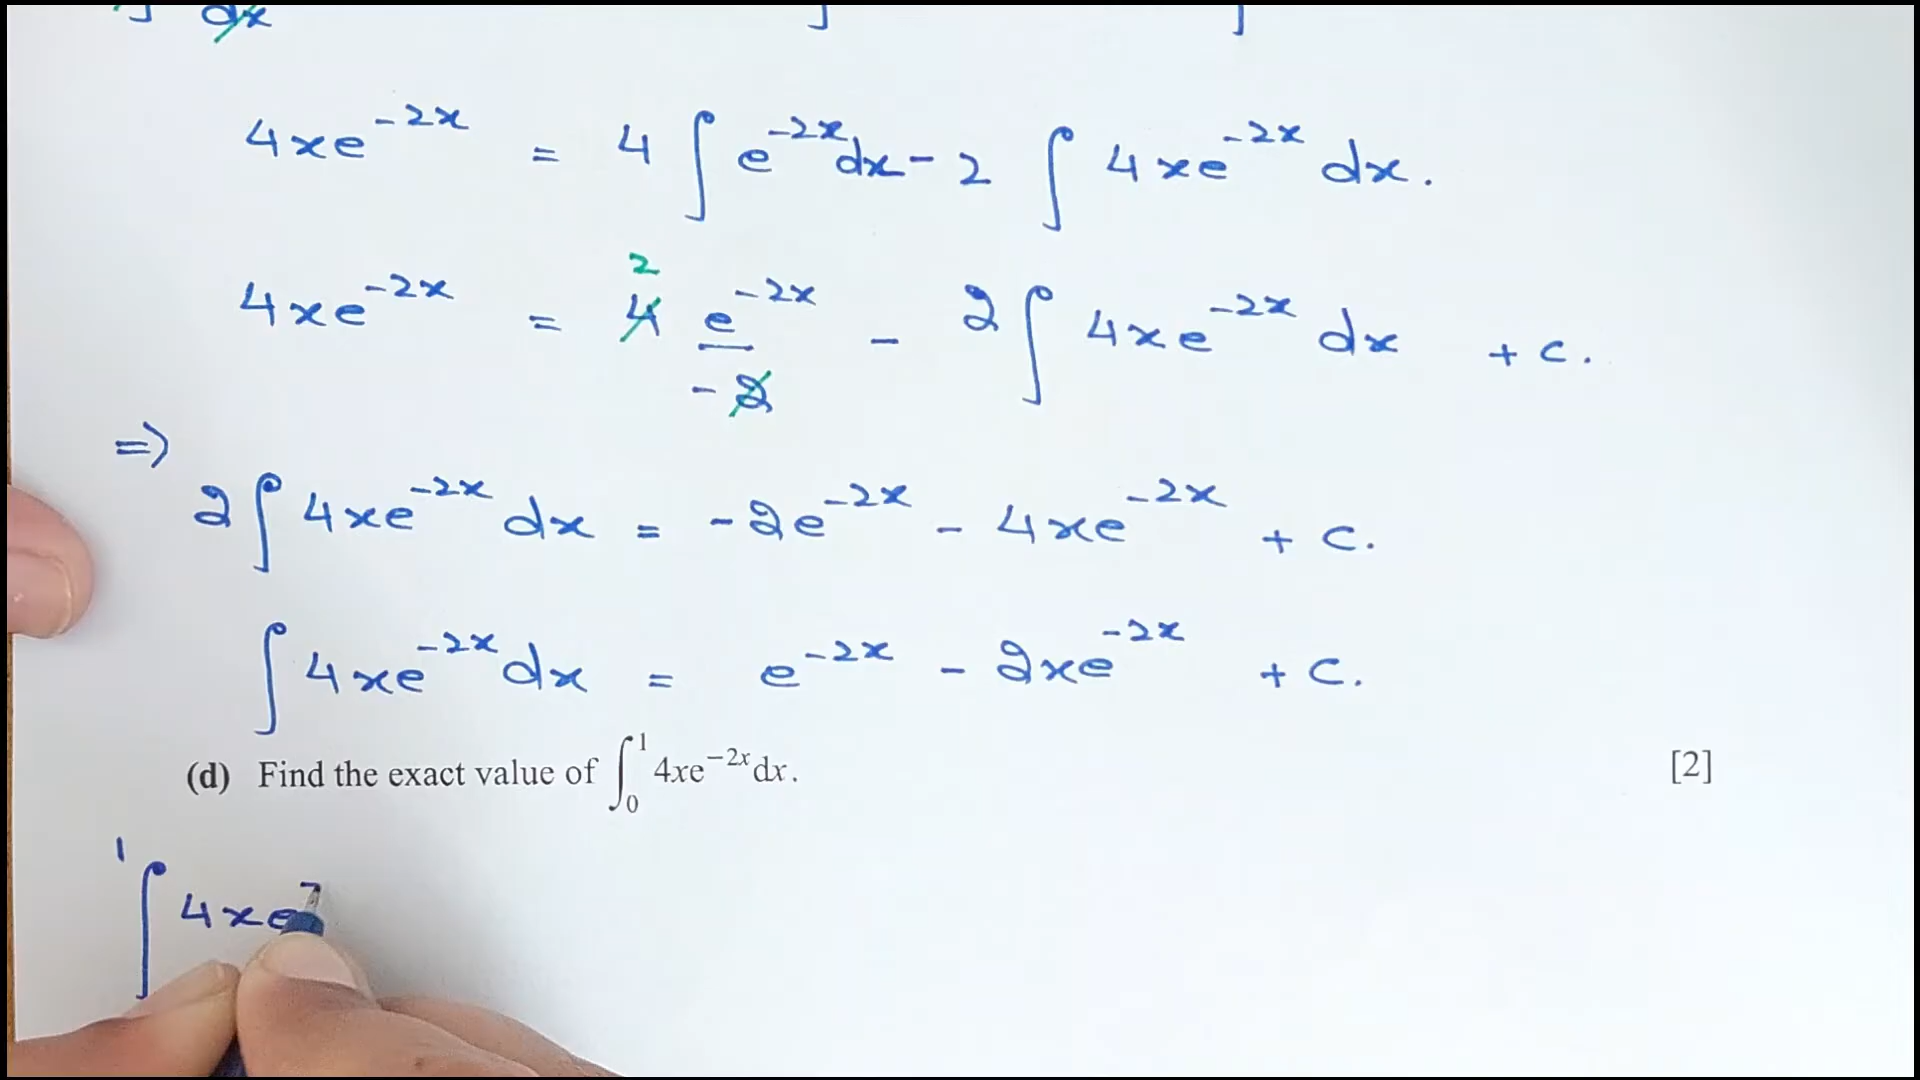 dx
4xe^{-2x} = 4 ∫ e^{-2x} dx - 2 ∫ 4xe^{-2x} dx.
4xe^{-2x} = 4 2 e^{-2x} / -2 - 2 ∫ 4xe^{-2x} dx + c.
⇒
2 ∫ 4xe^{-2x} dx = -2e^{-2x} - 4xe^{-2x} + c.
∫ 4xe^{-2x} dx = e^{-2x} - 2xe^{-2x} + c.
(d) Find the exact value of ∫_0^1 4xe^{-2x} dx. [2]
∫^1 4xe